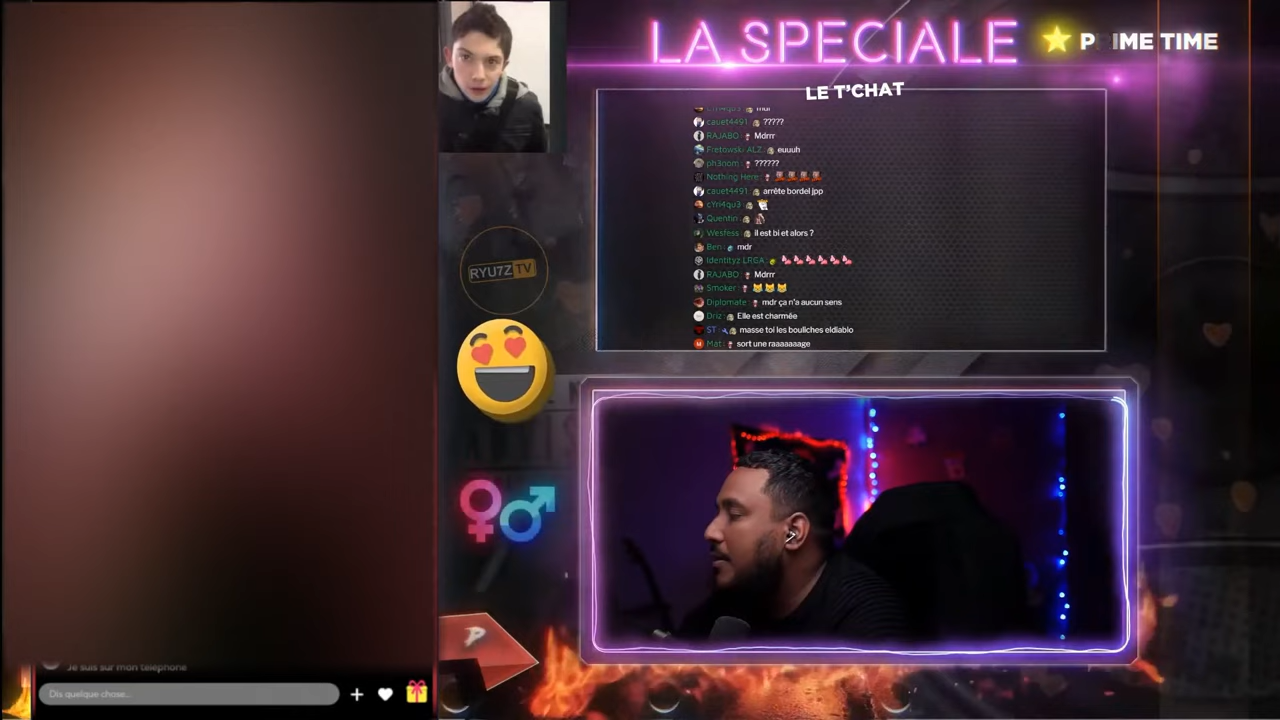 LA SPECIALE
PRIME TIME
LE T'CHAT
cauet4491 ?????
RAJABO Mdrrr
Fretowski ALZ euuuh
ph3nom ??????
Nothing Here
cauet4491 arrête bordel jpp
cYri4qu3
Quentin
Wesfess il est bi et alors ?
Ben mdr
Identityz LRGA
RAJABO Mdrrr
Smoker
Diplomate mdr ça n'a aucun sens
Driz Elle est charmée
ST masse toi les bouliches eldiablo
Mat sort une raaaaaaage
RYU7Z TV
P
Je suis sur mon téléphone
Dis quelque chose...